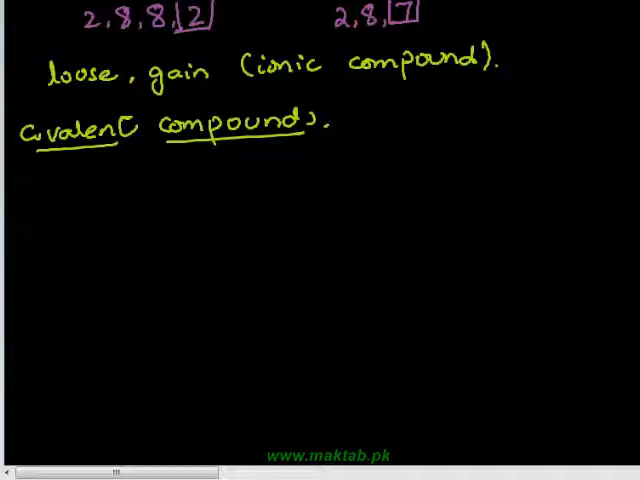 2,8,8,2 2,8,7
loose, gain (ionic compound).
covalent compounds.
www.maktab.pk